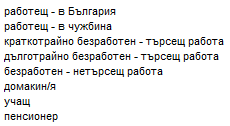 работещ - в България
работещ - в чужбина
краткотрайно безработен - търсещ работа
дълготрайно безработен - търсещ работа
безработен - нетърсещ работа
домакин/я
учащ
пенсионер